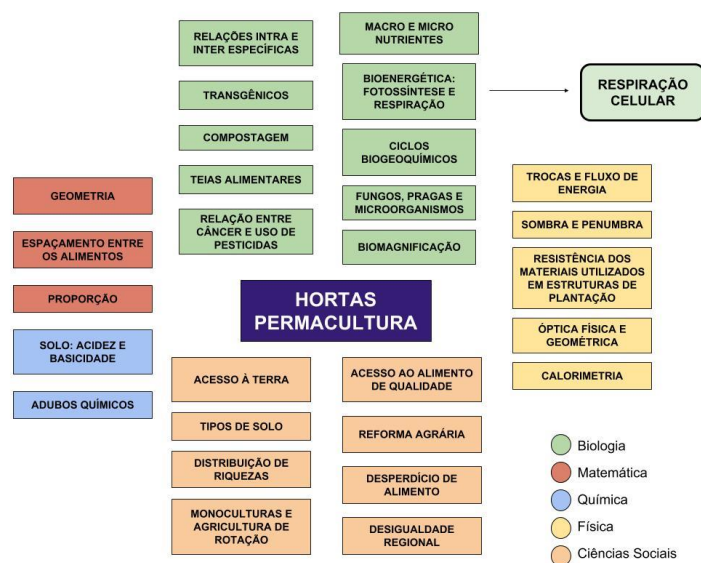 RELAÇÕES INTRA E
INTER ESPECÍFICAS
TRANSGÊNICOS
COMPOSTAGEM
TEIAS ALIMENTARES
RELAÇÃO ENTRE
CÂNCER E USO DE
PESTICIDAS
MACRO E MICRO
NUTRIENTES
BIOENERGÉTICA:
FOTOSSÍNTESE E
RESPIRAÇÃO
CICLOS
BIOGEOQUÍMICOS
FUNGOS, PRAGAS E
MICROORGANISMOS
BIOMAGNIFICAÇÃO
RESPIRAÇÃO
CELULAR
GEOMETRIA
ESPAÇAMENTO ENTRE
OS ALIMENTOS
PROPORÇÃO
SOLO: ACIDEZ E
BASICIDADE
ADUBOS QUÍMICOS
HORTAS
PERMACULTURA
TROCAS E FLUXO DE
ENERGIA
SOMBRA E PENUMBRA
RESISTÊNCIA DOS
MATERIAIS UTILIZADOS
EM ESTRUTURAS DE
PLANTAÇÃO
ÓPTICA FÍSICA E
GEOMÉTRICA
CALORIMETRIA
ACESSO À TERRA
TIPOS DE SOLO
DISTRIBUIÇÃO DE
RIQUEZAS
MONOCULTURAS E
AGRICULTURA DE
ROTAÇÃO
ACESSO AO ALIMENTO
DE QUALIDADE
REFORMA AGRÁRIA
DESPERDÍCIO DE
ALIMENTO
DESIGUALDADE
REGIONAL
Biologia
Matemática
Química
Física
Ciências Sociais